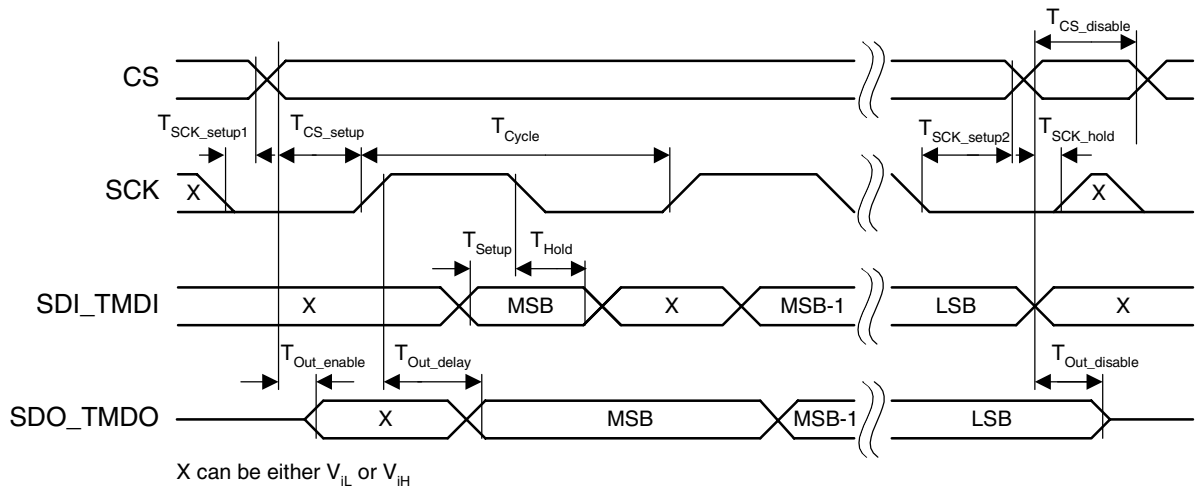 T_CS_disable
CS
T_SCK_setup1 T_CS_setup T_Cycle T_SCK_setup2 T_SCK_hold
SCK X X
T_Setup T_Hold
SDI_TMDI X MSB X MSB-1 LSB X
T_Out_enable T_Out_delay T_Out_disable
SDO_TMDO X MSB MSB-1 LSB
X can be either V_iL or V_iH